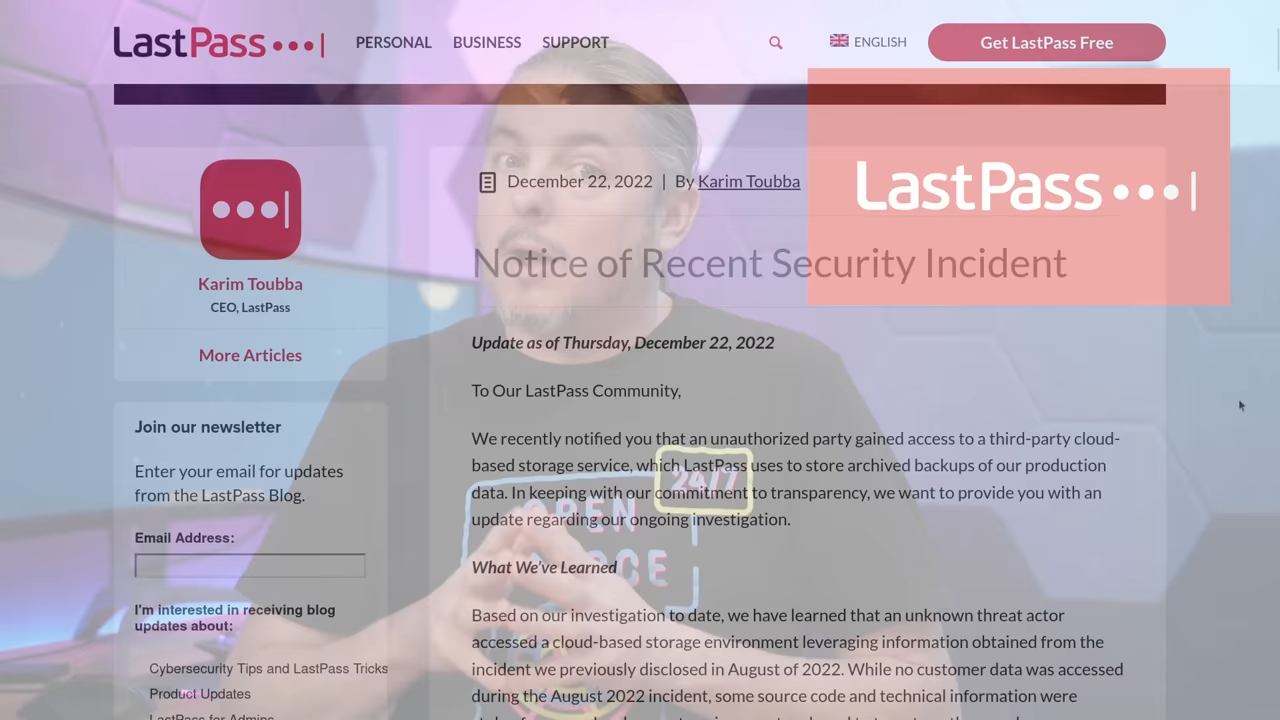 LastPass
PERSONAL BUSINESS SUPPORT
ENGLISH
Get LastPass Free
LastPass
December 22, 2022 | By Karim Toubba
Notice of Recent Security Incident
Karim Toubba
CEO, LastPass
More Articles
Join our newsletter
Enter your email for updates
from the LastPass Blog.
Email Address:
I'm interested in receiving blog
updates about:
Cybersecurity Tips and LastPass Tricks
Product Updates
LastPass for Admins
Update as of Thursday, December 22, 2022
To Our LastPass Community,
We recently notified you that an unauthorized party gained access to a third-party cloud-
based storage service, which LastPass uses to store archived backups of our production
data. In keeping with our commitment to transparency, we want to provide you with an
update regarding our ongoing investigation.
What We've Learned
Based on our investigation to date, we have learned that an unknown threat actor
accessed a cloud-based storage environment leveraging information obtained from the
incident we previously disclosed in August of 2022. While no customer data was accessed
during the August 2022 incident, some source code and technical information were
OPEN
24/7